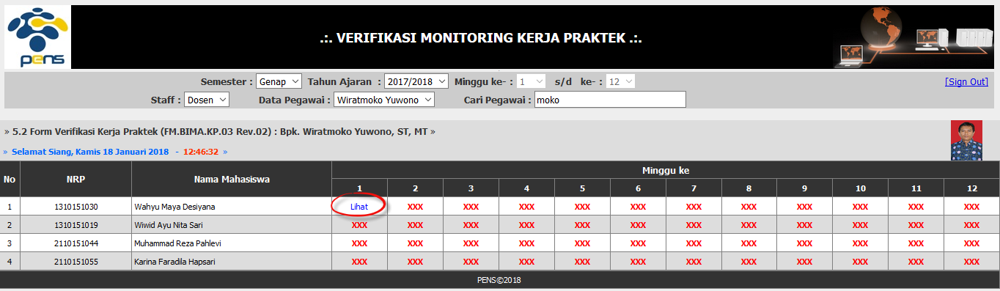 PENS
.:. VERIFIKASI MONITORING KERJA PRAKTEK .:.
Semester : Genap Tahun Ajaran : 2017/2018 Minggu ke- : 1 s/d ke- : 12 [Sign Out]
Staff : Dosen Data Pegawai : Wiratmoko Yuwono Cari Pegawai : moko
» 5.2 Form Verifikasi Kerja Praktek (FM.BIMA.KP.03 Rev.02) : Bpk. Wiratmoko Yuwono, ST, MT »
» Selamat Siang, Kamis 18 Januari 2018 - 12:46:32 »
No NRP Nama Mahasiswa Minggu ke
1 2 3 4 5 6 7 8 9 10 11 12
1 1310151030 Wahyu Maya Desiyana Lihat XXX XXX XXX XXX XXX XXX XXX XXX XXX XXX XXX
2 1310151019 Wiwid Ayu Nita Sari XXX XXX XXX XXX XXX XXX XXX XXX XXX XXX XXX XXX
3 2110151044 Muhammad Reza Pahlevi XXX XXX XXX XXX XXX XXX XXX XXX XXX XXX XXX XXX
4 2110151055 Karina Faradila Hapsari XXX XXX XXX XXX XXX XXX XXX XXX XXX XXX XXX XXX
PENS©2018